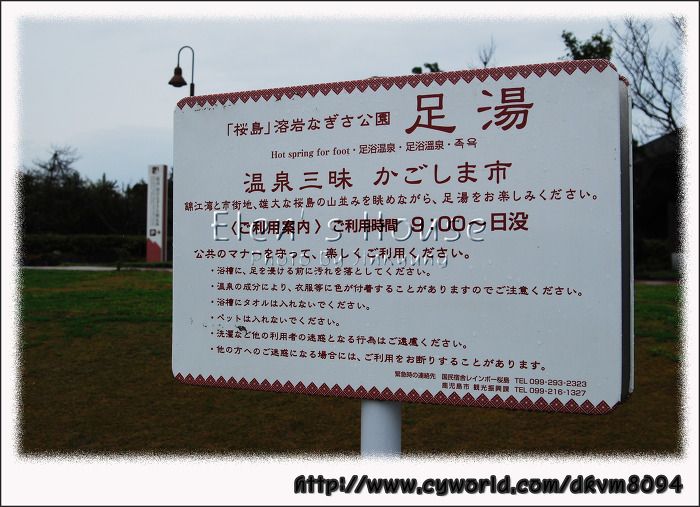 「桜島」溶岩なぎさ公園 足湯
Hot spring for foot・足浴温泉・足浴溫泉・족욕
温泉三昧 かごしま市
錦江湾と市街地、雄大な桜島の山並みを眺めながら、足湯をお楽しみください。
〈ご利用案内〉ご利用時間 9:00〜日没
Elen's House
公共のマナーを守って、楽しくご利用ください。
Photo By
・浴槽に、足を浸ける前に汚れを落としてください。
・温泉の成分により、衣服等に色が付着することがありますのでご注意ください。
・浴槽にタオルは入れないでください。
・ペットは入れないでください。
・洗濯など他の利用者の迷惑となる行為はご遠慮ください。
・他の方へのご迷惑になる場合には、ご利用をお断りすることがあります。
緊急時の連絡先 国民宿舎レインボー桜島 TEL 099-293-2323
鹿児島市 観光振興課 TEL 099-216-1327
http://www.cyworld.com/dkvm8094